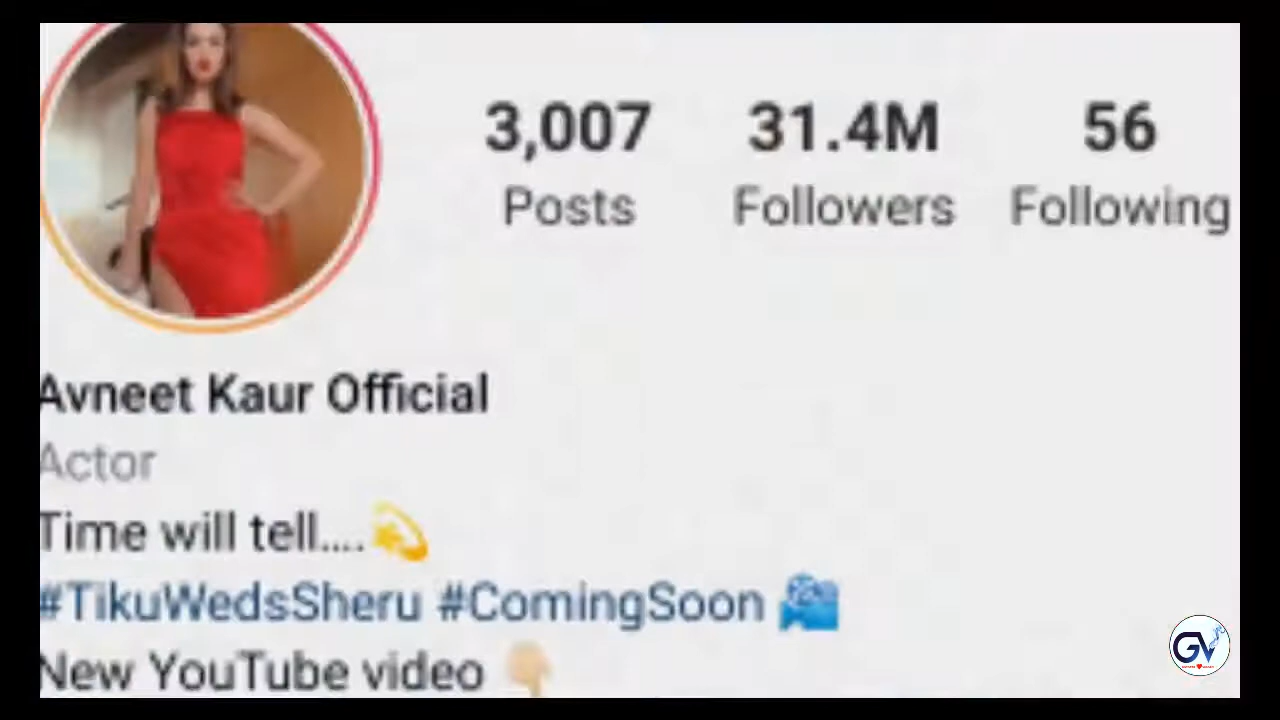 3,007 31.4M 56
Posts Followers Following
Avneet Kaur Official
Actor
Time will tell....💫
#TikuWedsSheru #ComingSoon 🎥
New YouTube video 👇🏼
GV